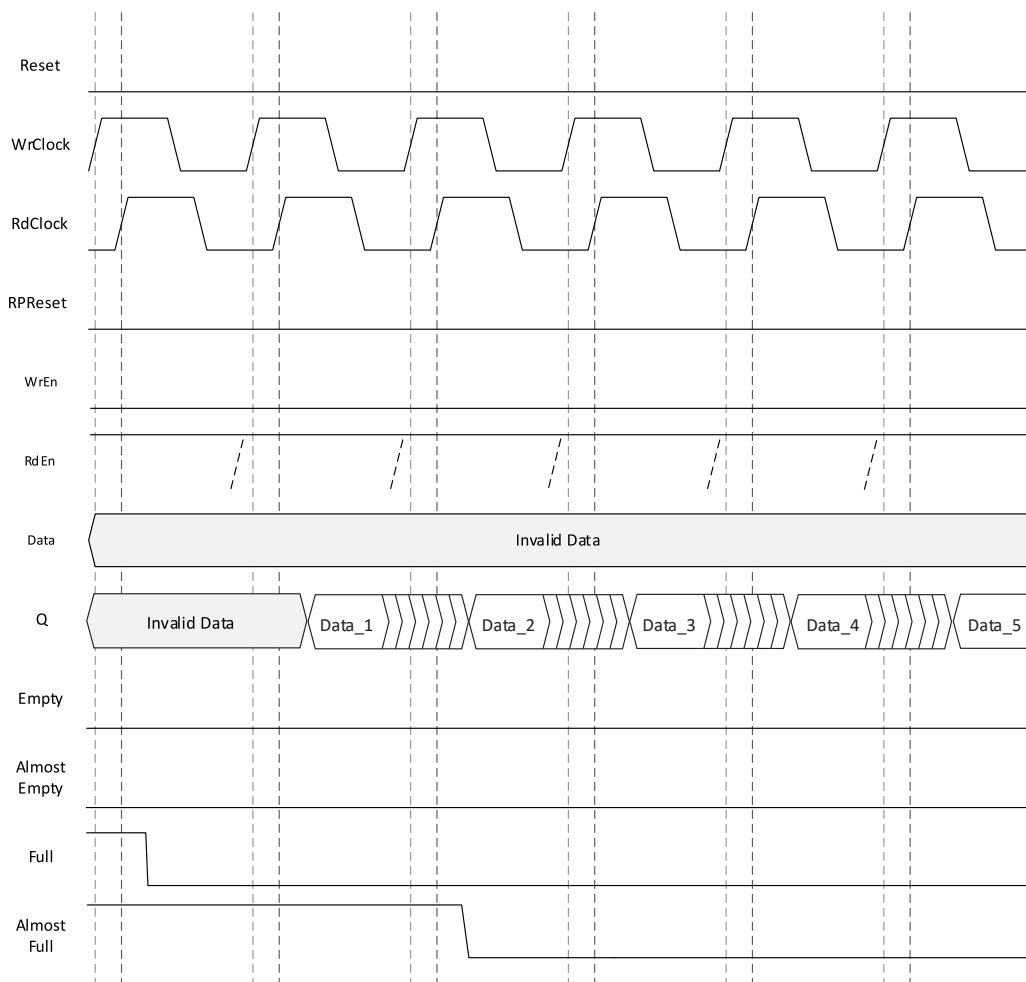 Reset
WrClock
RdClock
RPReset
WrEn
RdEn
Data
Invalid Data
Q
Invalid Data
Data_1
Data_2
Data_3
Data_4
Data_5
Empty
Almost
Empty
Full
Almost
Full